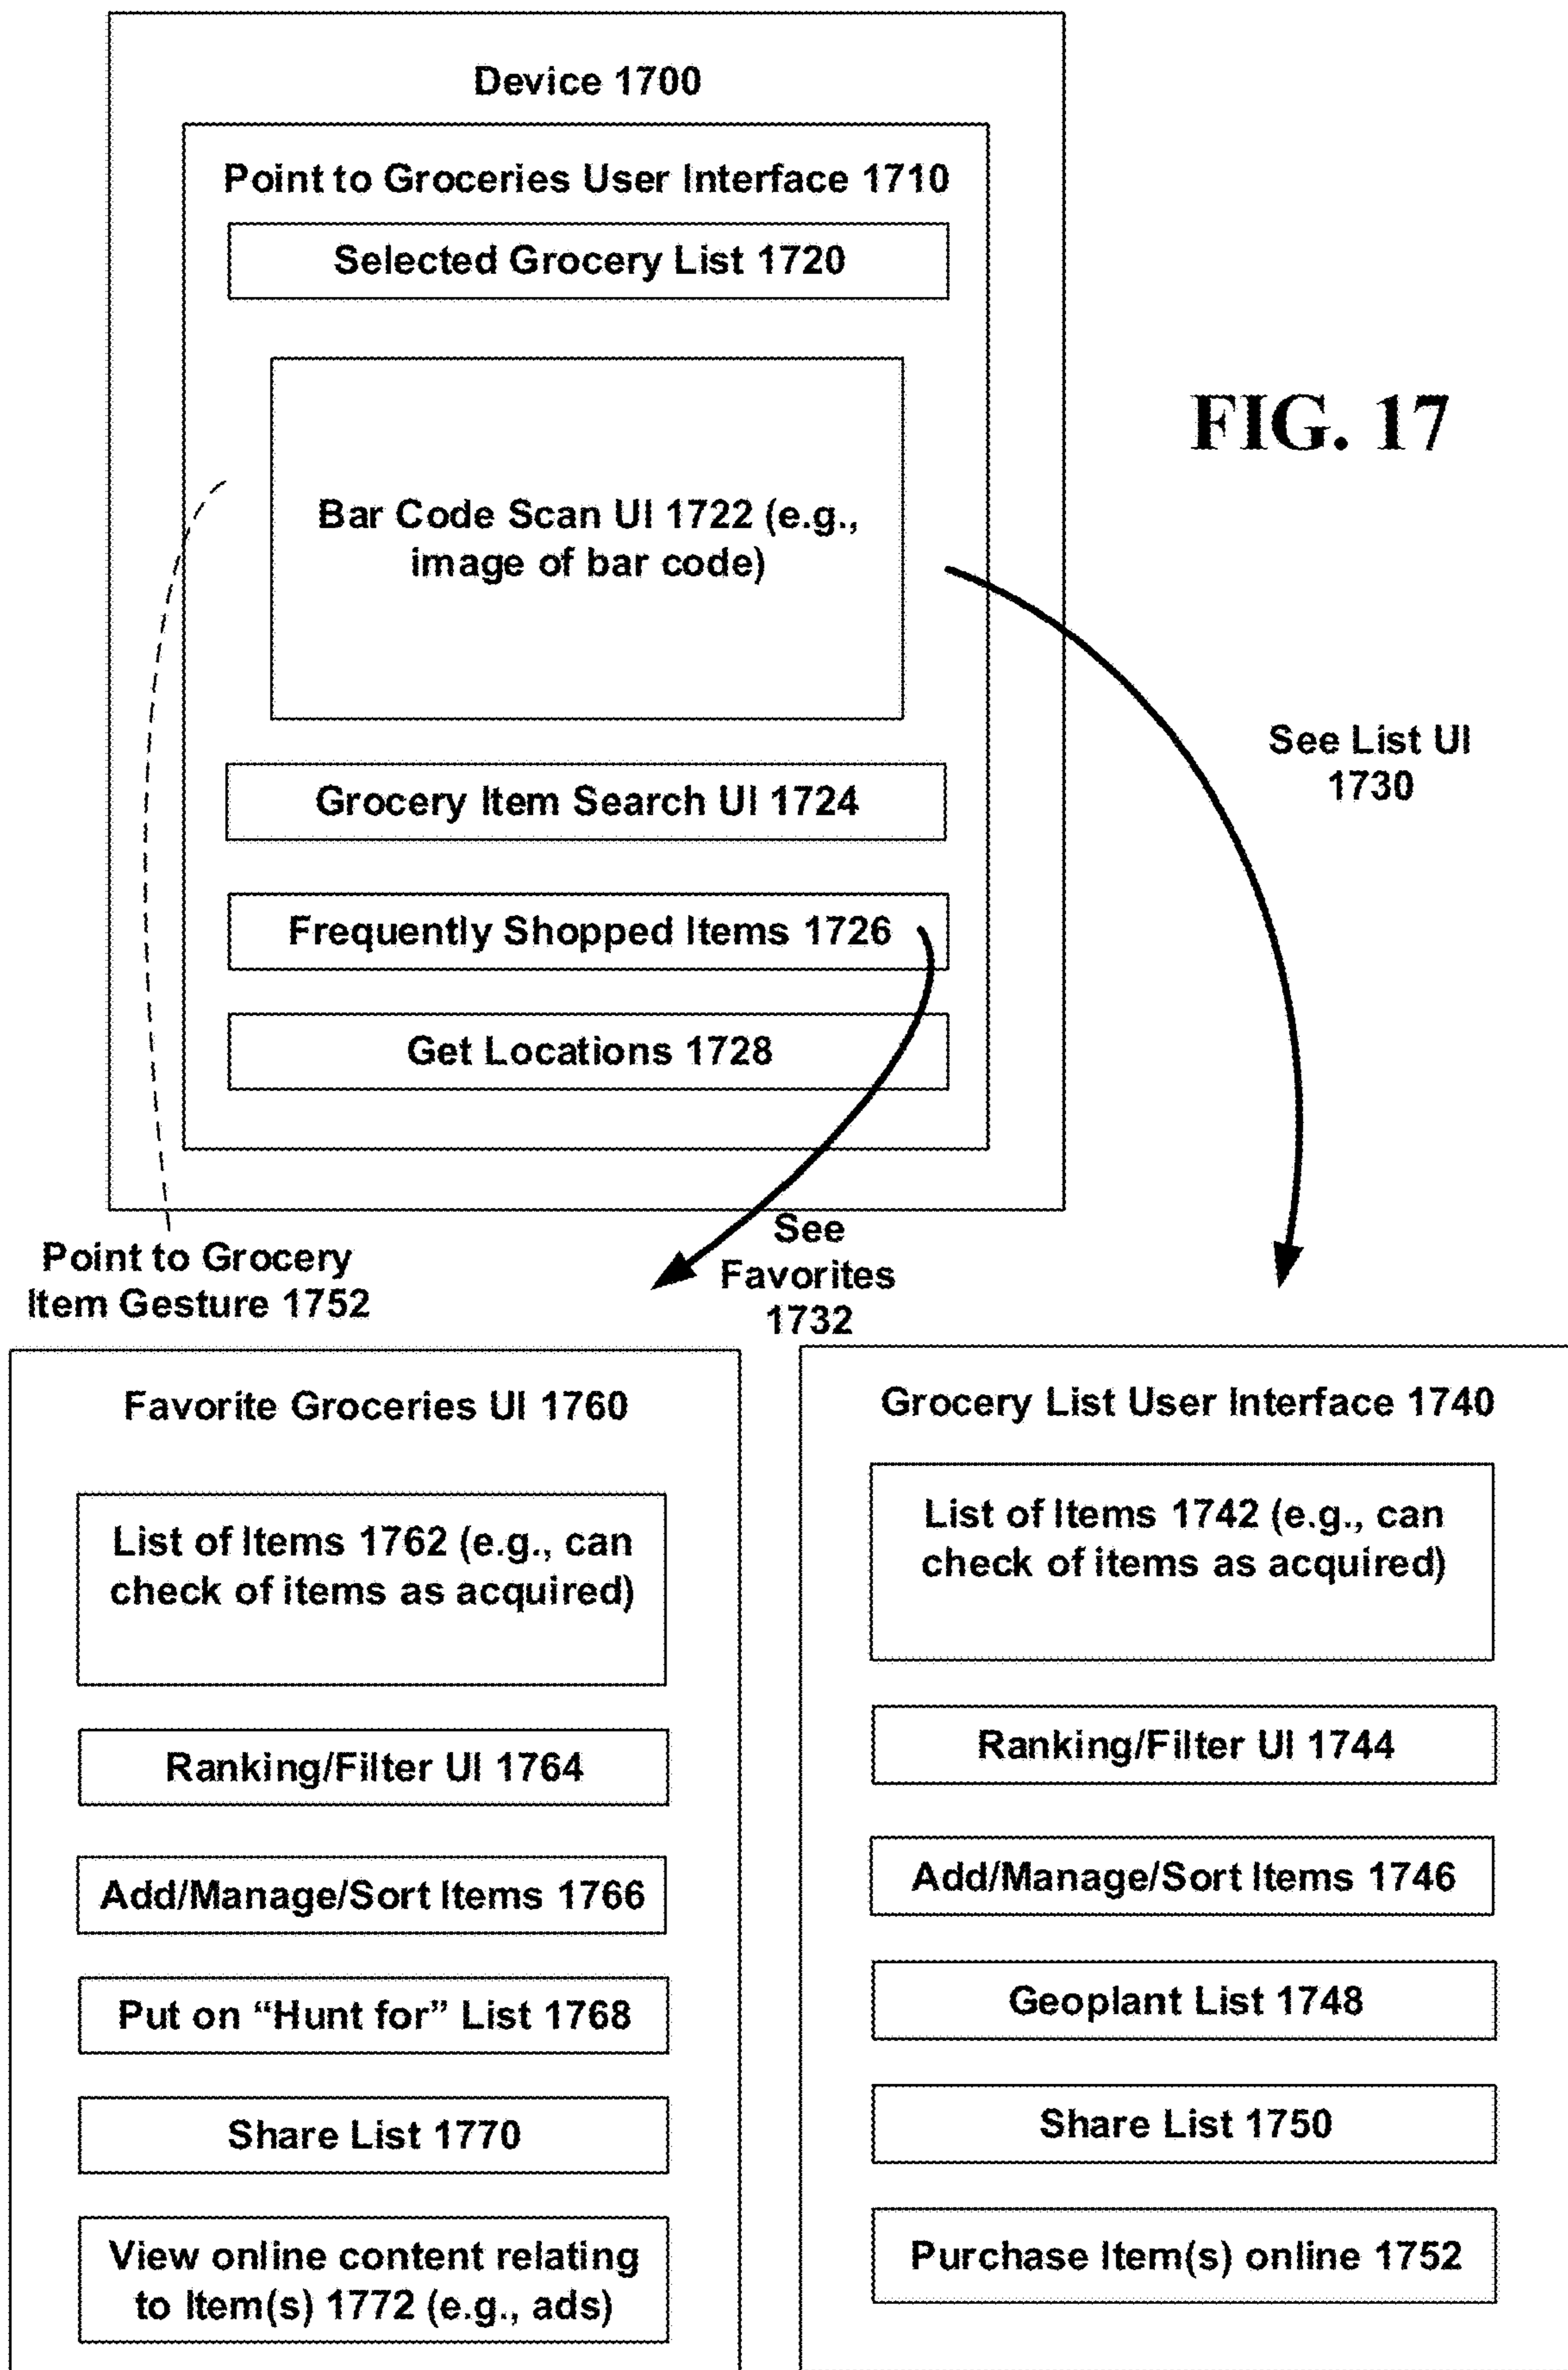 Device 1700
Point to Groceries User Interface 1710
Selected Grocery List 1720
Bar Code Scan UI 1722 (e.g.,
image of bar code)
FIG. 17
See List UI
1730
Grocery Item Search UI 1724
Frequently Shopped Items 1726
Get Locations 1728
See
Favorites
1732
Point to Grocery
Item Gesture 1752
Favorite Groceries UI 1760
List of Items 1762 (e.g., can
check of items as acquired)
Ranking/Filter UI 1764
Add/Manage/Sort Items 1766
Put on “Hunt for” List 1768
Share List 1770
View online content relating
to Item(s) 1772 (e.g., ads)
Grocery List User Interface 1740
List of Items 1742 (e.g., can
check of items as acquired)
Ranking/Filter UI 1744
Add/Manage/Sort Items 1746
Geoplant List 1748
Share List 1750
Purchase Item(s) online 1752